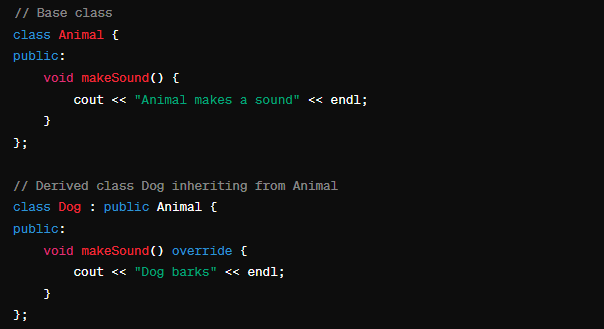 // Base class
class Animal {
public:
    void makeSound() {
        cout << "Animal makes a sound" << endl;
    }
};
// Derived class Dog inheriting from Animal
class Dog : public Animal {
public:
    void makeSound() override {
        cout << "Dog barks" << endl;
    }
};